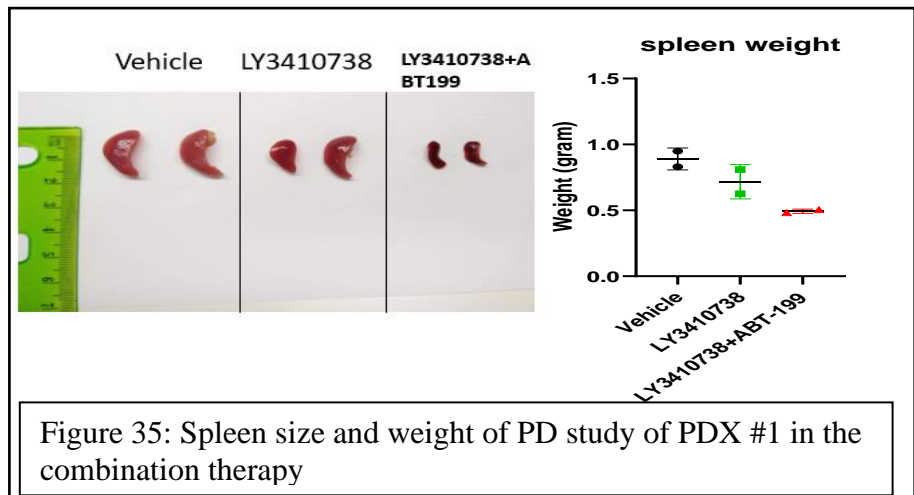 Vehicle
LY3410738
LY3410738+A
BT199
spleen weight
Weight (gram)
1.5
1.0
0.5
0.0
Vehicle
LY3410738
LY3410738+ABT-199
Figure 35: Spleen size and weight of PD study of PDX #1 in the
combination therapy